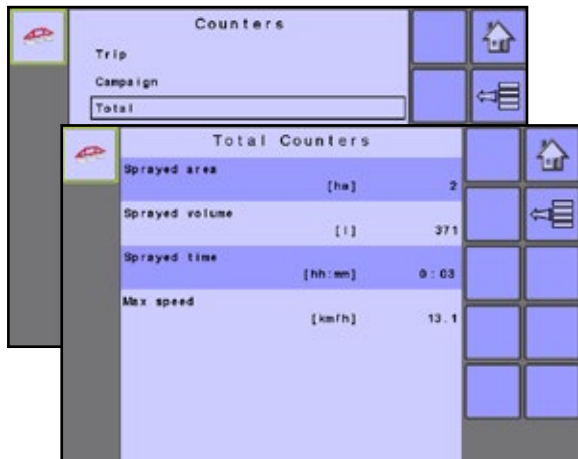 Counters
Trip
Campaign
Total
Total Counters
Sprayed area
[ha] 2
Sprayed volume
[l] 371
Sprayed time
[hh:mm] 0:03
Max speed
[km/h] 13.1